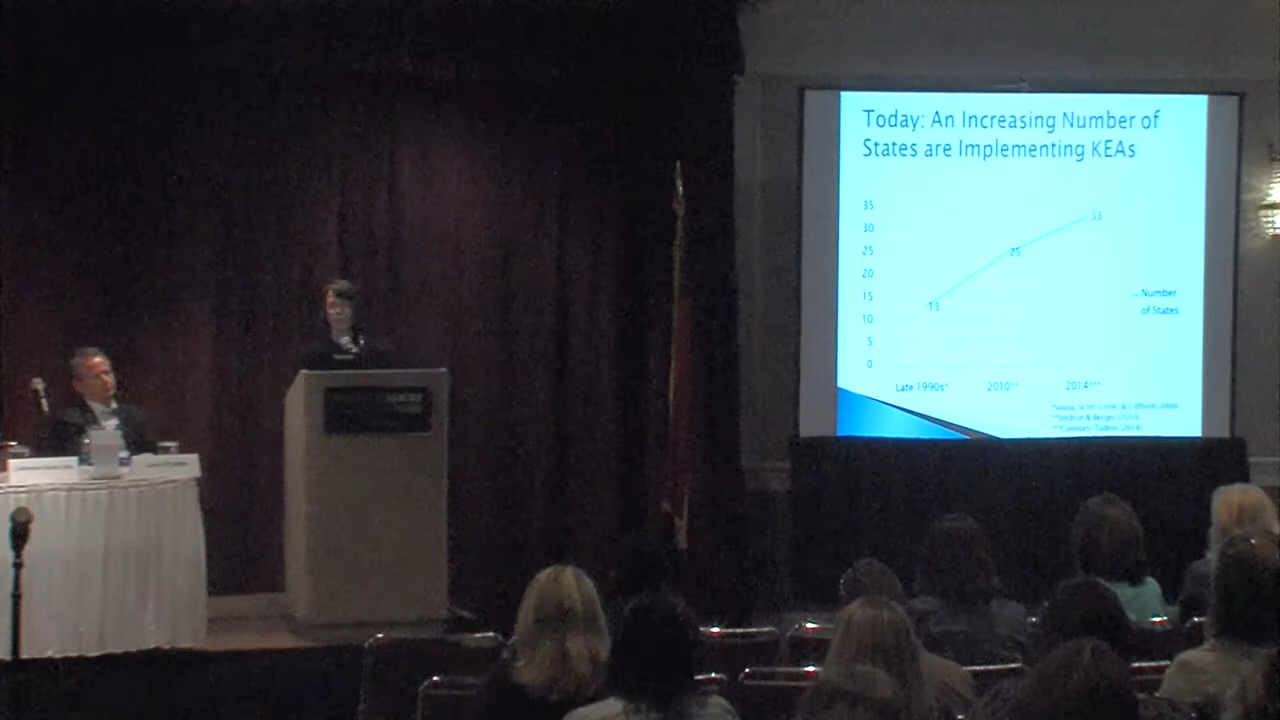 Today: An Increasing Number of
States are Implementing KEAs
35
30
25
20
15
10
5
0
13
25
33
Number
of States
Late 1990s*
2010**
2014***